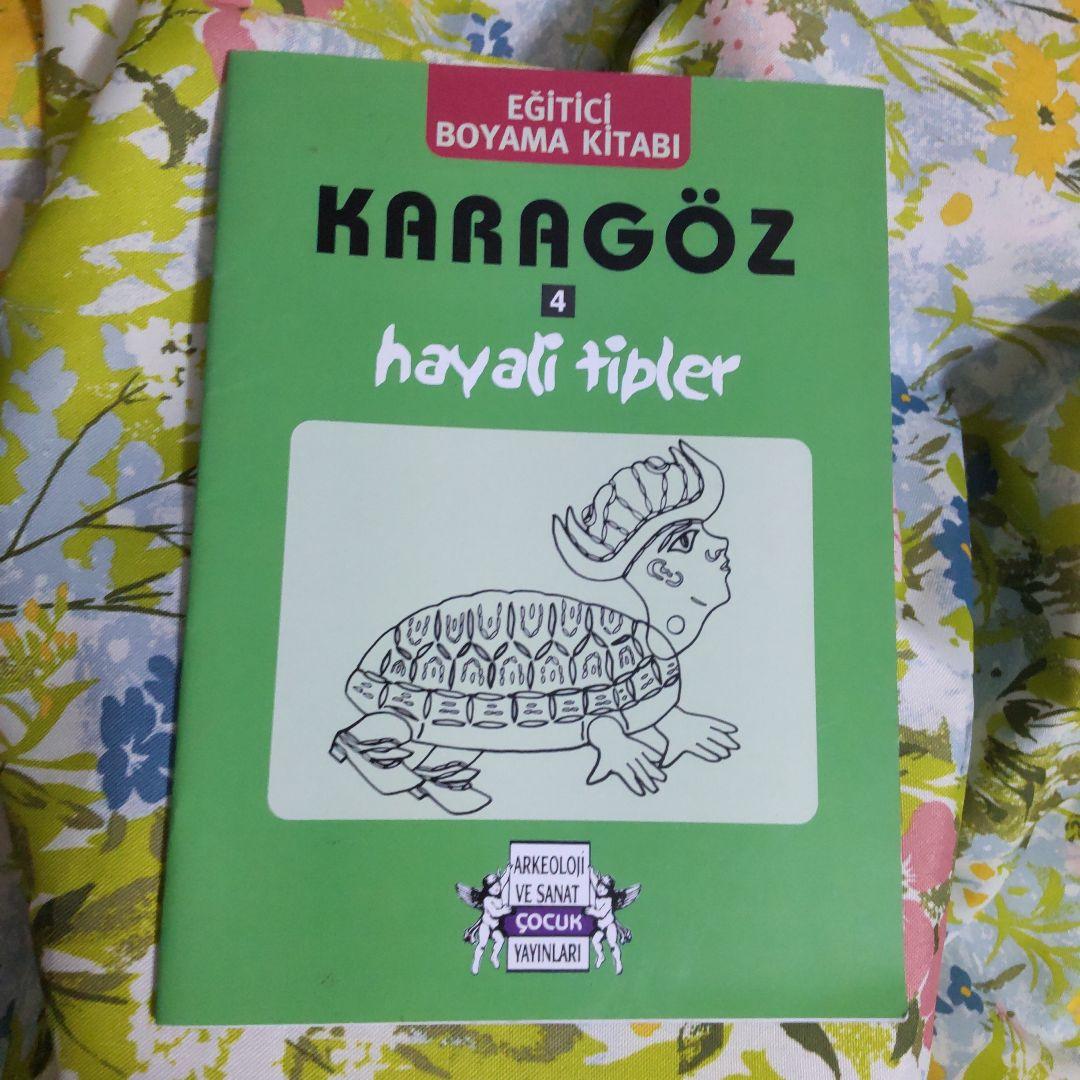 EĞİTİCİ
BOYAMA KİTABI
KARAGÖZ
4
hayali tipler
ARKEOLOJİ
VE SANAT
ÇOCUK
YAYINLARI